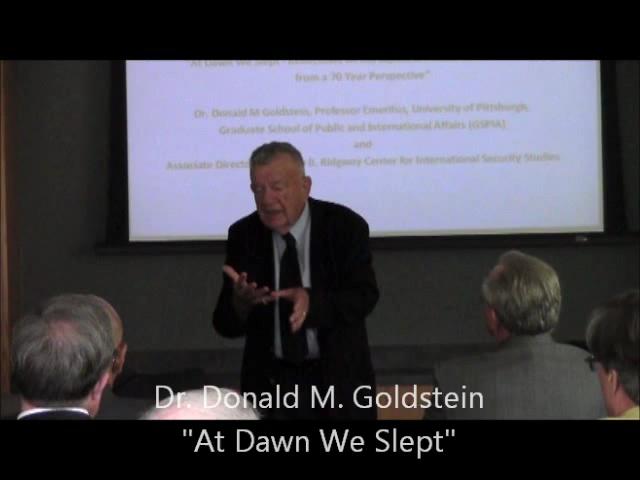 "At Dawn We Slept -
from a 70 Year Perspective"
Dr. Donald M Goldstein, Professor Emeritus, University of Pittsburgh,
Graduate School of Public and International Affairs (GSPIA)
and
Associate Direct B. Ridgway Center for International Security Studies
Dr. Donald M. Goldstein
"At Dawn We Slept"